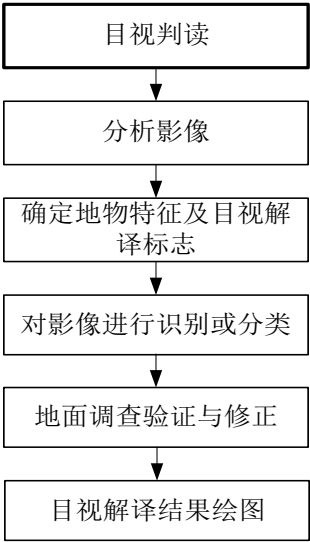 目视判读
分析影像
确定地物特征及目视解
译标志
对影像进行识别或分类
地面调查验证与修正
目视解译结果绘图